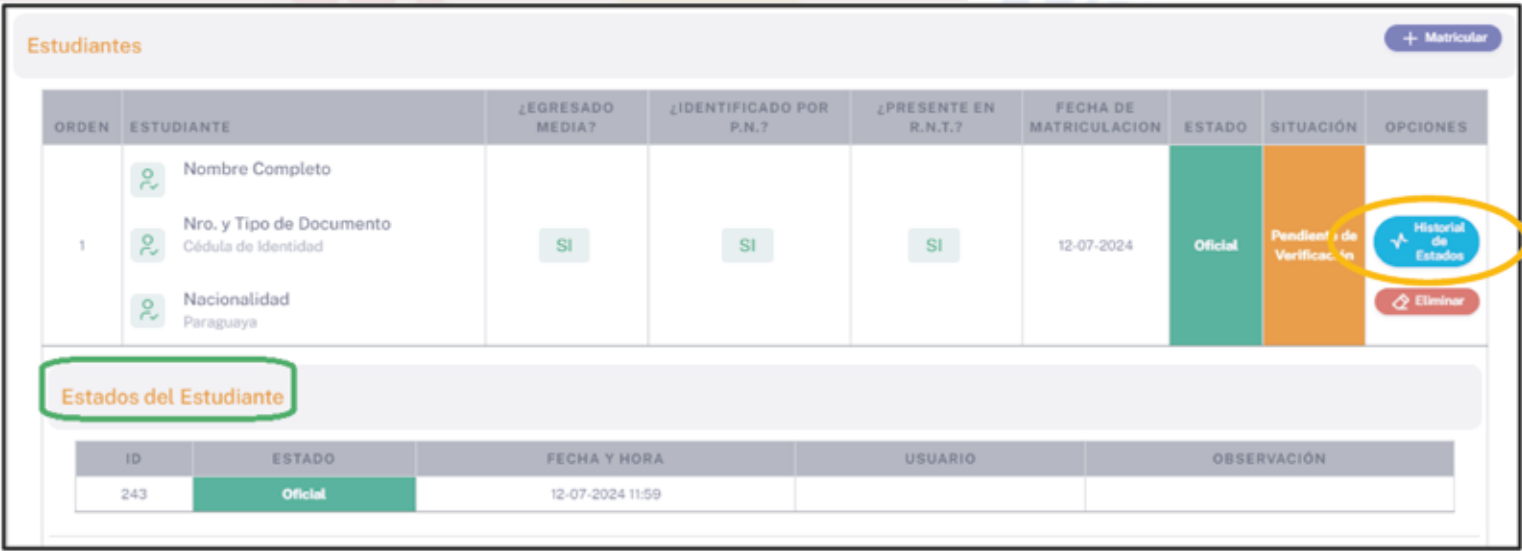 Estudiantes
+ Matricular
ORDEN ESTUDIANTE ¿EGRESADO MEDIA? ¿IDENTIFICADO POR P.N.? ¿PRESENTE EN R.N.T.? FECHA DE MATRICULACION ESTADO SITUACIÓN OPCIONES
Nombre Completo
Nro. y Tipo de Documento
Cédula de Identidad
Nacionalidad
Paraguaya
1
SI
SI
SI
12-07-2024
Oficial
Pendiente de
Verificación
Historial
de
Estados
Eliminar
Estados del Estudiante
ID ESTADO FECHA Y HORA USUARIO OBSERVACIÓN
243 Oficial 12-07-2024 11:59